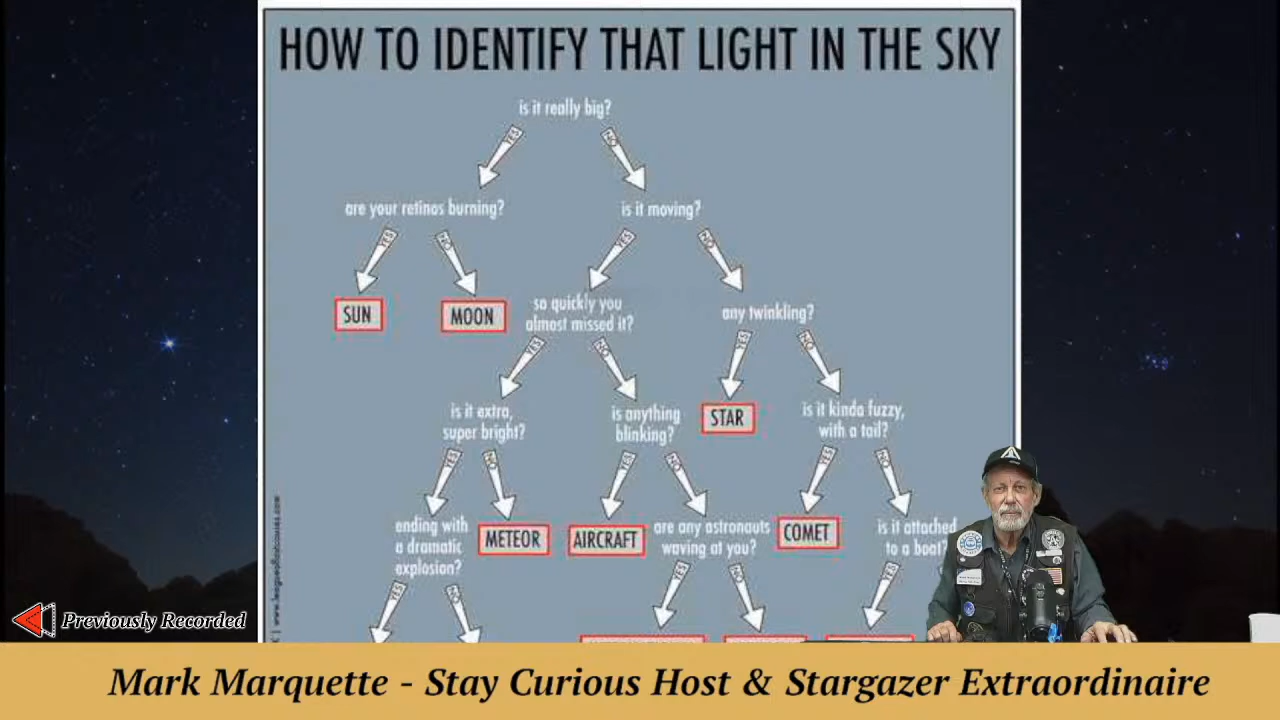 HOW TO IDENTIFY THAT LIGHT IN THE SKY
is it really big?
YES
NO
are your retinas burning?
is it moving?
YES
NO
YES
NO
SUN
MOON
so quickly you
almost missed it?
any twinkling?
YES
NO
YES
NO
is it extra,
super bright?
is anything
blinking?
STAR
is it kinda fuzzy,
with a tail?
YES
NO
YES
NO
YES
NO
ending with
a dramatic
explosion?
METEOR
AIRCRAFT
are any astronauts
waving at you?
COMET
is it attached
to a boat?
YES
NO
YES
NO
YES
Previously Recorded
Mark Marquette - Stay Curious Host & Stargazer Extraordinaire